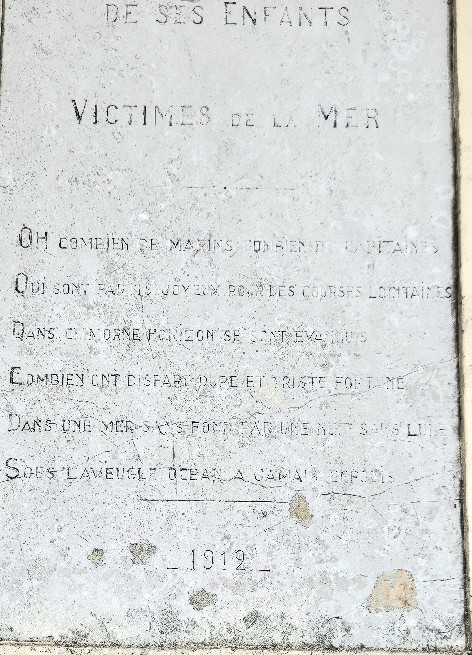 DE SES ENFANTS
VICTIMES DE LA MER
OH COMBIEN DE MARINS COMBIEN DE CAPITAINES
QUI SONT PARTIS JOYEUX POUR DES COURSES LOINTAINES
DANS CE MORNE HORIZON SE SONT ÉVANOUIS
COMBIEN ONT DISPARU DURE ET TRISTE FORTUNE
DANS UNE MER SANS FOND PAR UNE NUIT SANS LUNE
SOUS L'AVEUGLE OCÉAN A JAMAIS ENFOUIS
_ 1912 _